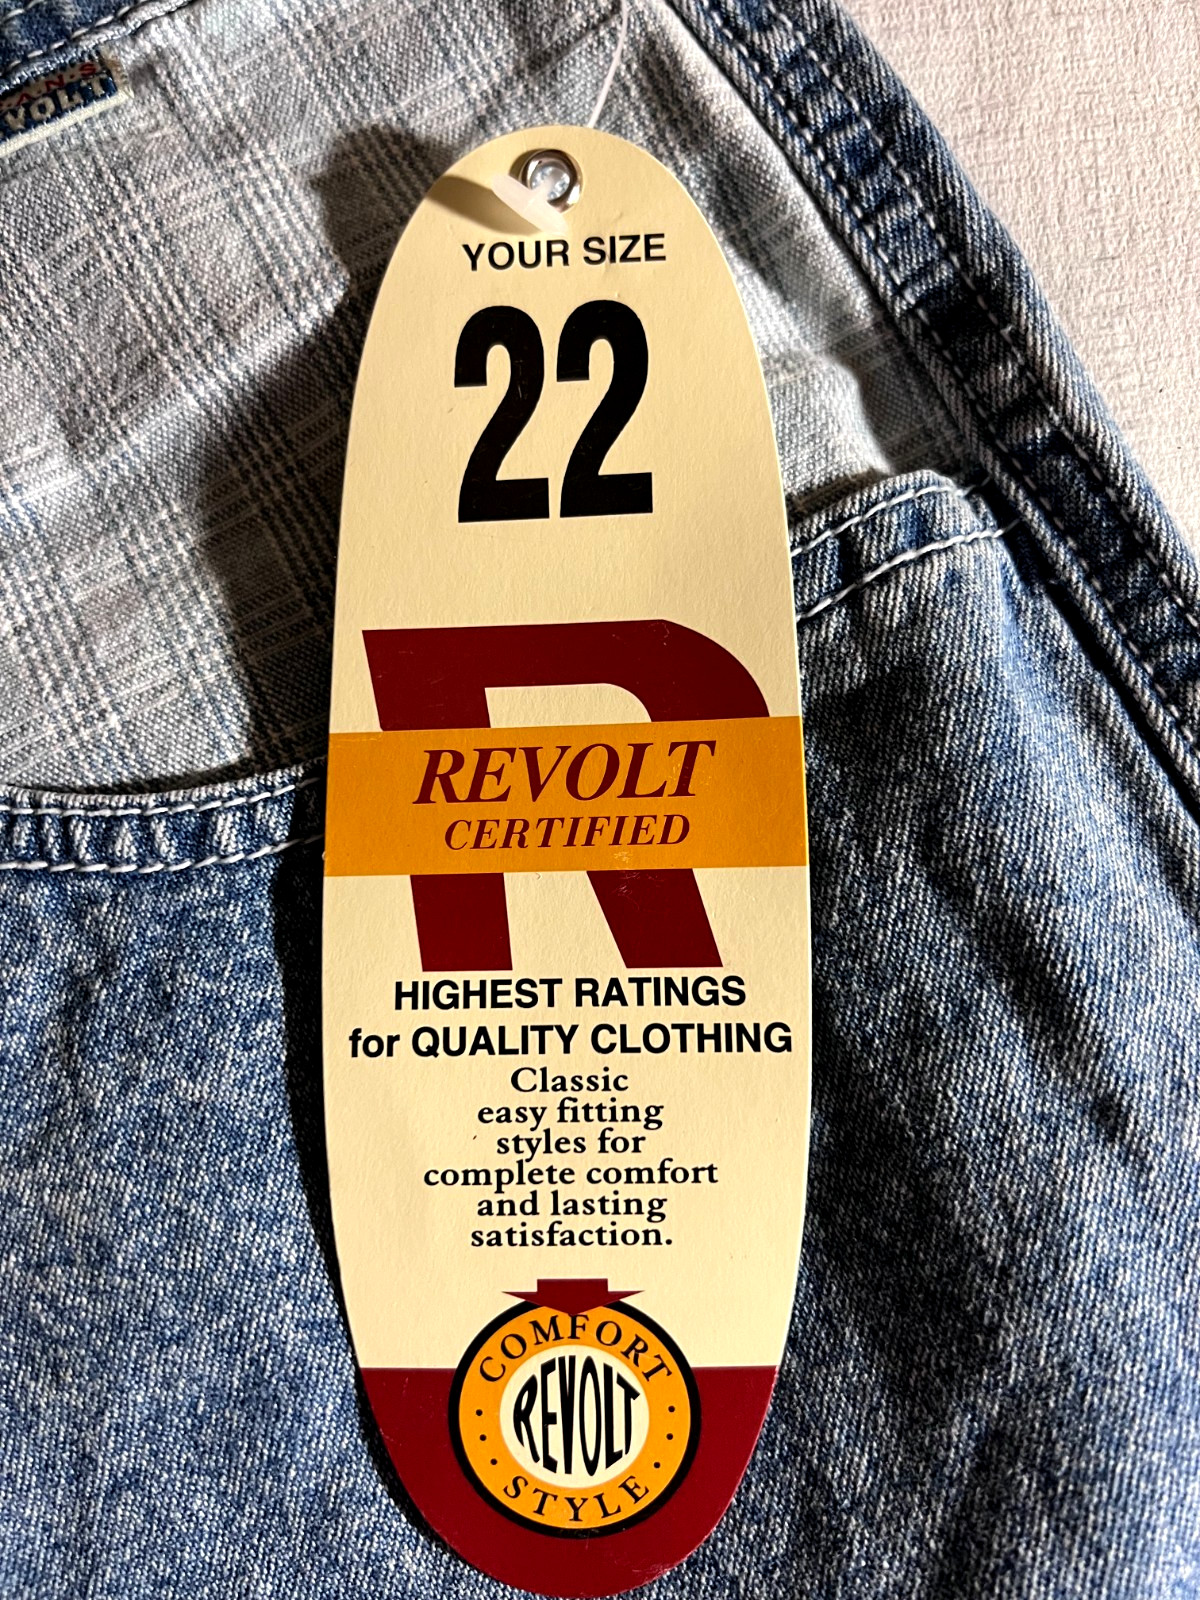 VOLT
YOUR SIZE
22
R
REVOLT
CERTIFIED
HIGHEST RATINGS
for QUALITY CLOTHING
Classic
easy fitting
styles for
complete comfort
and lasting
satisfaction.
COMFORT
REVOLT
STYLE